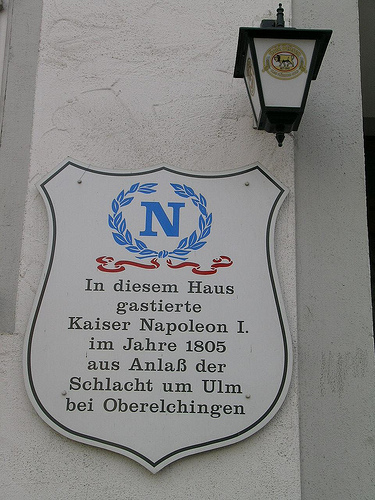 N
In diesem Haus
gastierte
Kaiser Napoleon I.
im Jahre 1805
aus Anlaß der
Schlacht um Ulm
bei Oberelchingen